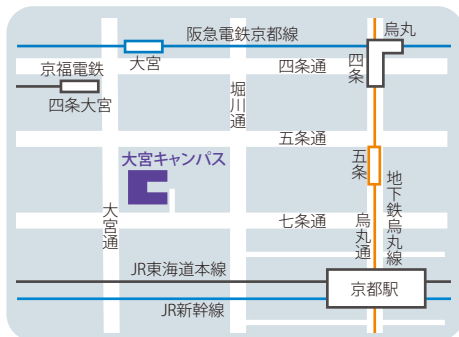 阪急電鉄京都線
烏丸
大宮
四条通
四条
京福電鉄
四条大宮
堀川通
五条通
五条
大宮キャンパス
大宮通
七条通
烏丸通
地下鉄烏丸線
JR東海道本線
京都駅
JR新幹線